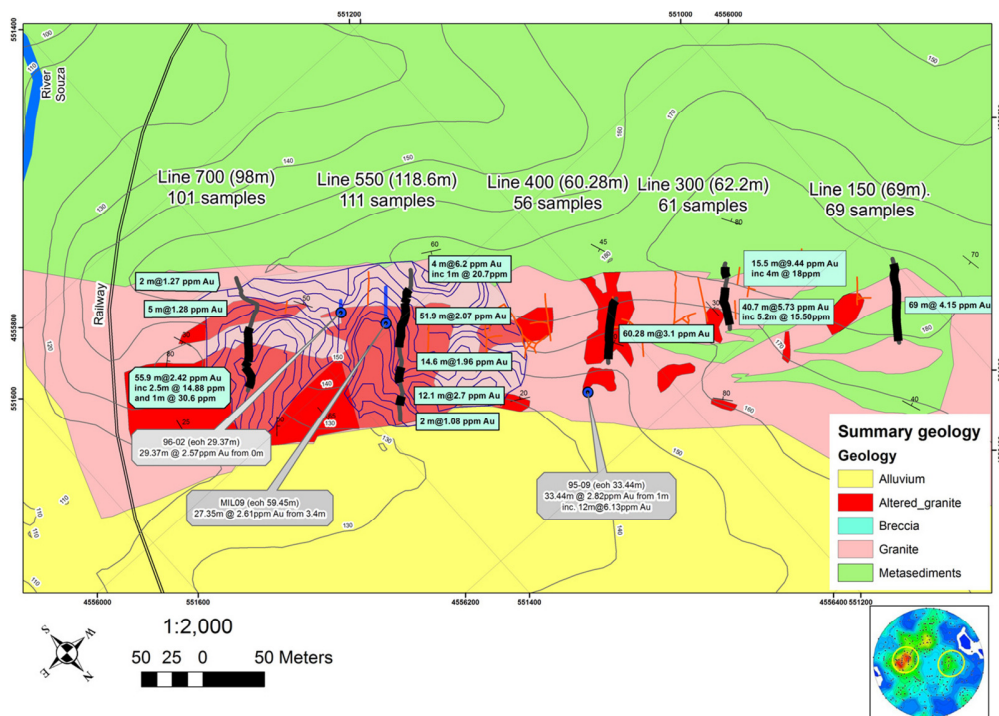 551400
551200
551000
4556000
River
Souza
Railway
Line 700 (98m)
101 samples
Line 550 (118.6m)
111 samples
Line 400 (60.28m)
56 samples
Line 300 (62.2m)
61 samples
Line 150 (69m).
69 samples
2 m@1.27 ppm Au
5 m@1.28 ppm Au
55.9 m@2.42 ppm Au
inc 2.5m @ 14.88 ppm
and 1m @ 30.6 ppm
4 m@6.2 ppm Au
inc 1m @ 20.7ppm
51.9 m@2.07 ppm Au
14.6 m@1.96 ppm Au
12.1 m@2.7 ppm Au
2 m@1.08 ppm Au
60.28 m@3.1 ppm Au
15.5 m@9.44 ppm Au
inc 4m @ 18ppm
40.7 m@5.73 ppm Au
inc 5.2m @ 15.50ppm
69 m@ 4.15 ppm Au
96-02 (eoh 29.37m)
29.37m @ 2.57ppm Au from 0m
MIL09 (eoh 59.45m)
27.35m @ 2.61ppm Au from 3.4m
95-09 (eoh 33.44m)
33.44m @ 2.82ppm Au from 1m
inc. 12m@6.13ppm Au
4555800
551600
Summary geology
Geology
Alluvium
Altered_granite
Breccia
Granite
Metasediments
4556000
551600
4556200
551400
4556400
551200
S
W
E
N
1:2,000
50 25 0 50 Meters